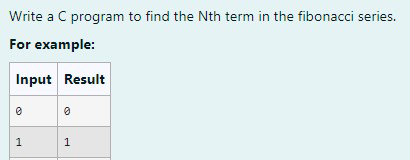 Write a C program to find the Nth term in the fibonacci series.
For example:
Input Result
0 0
1 1